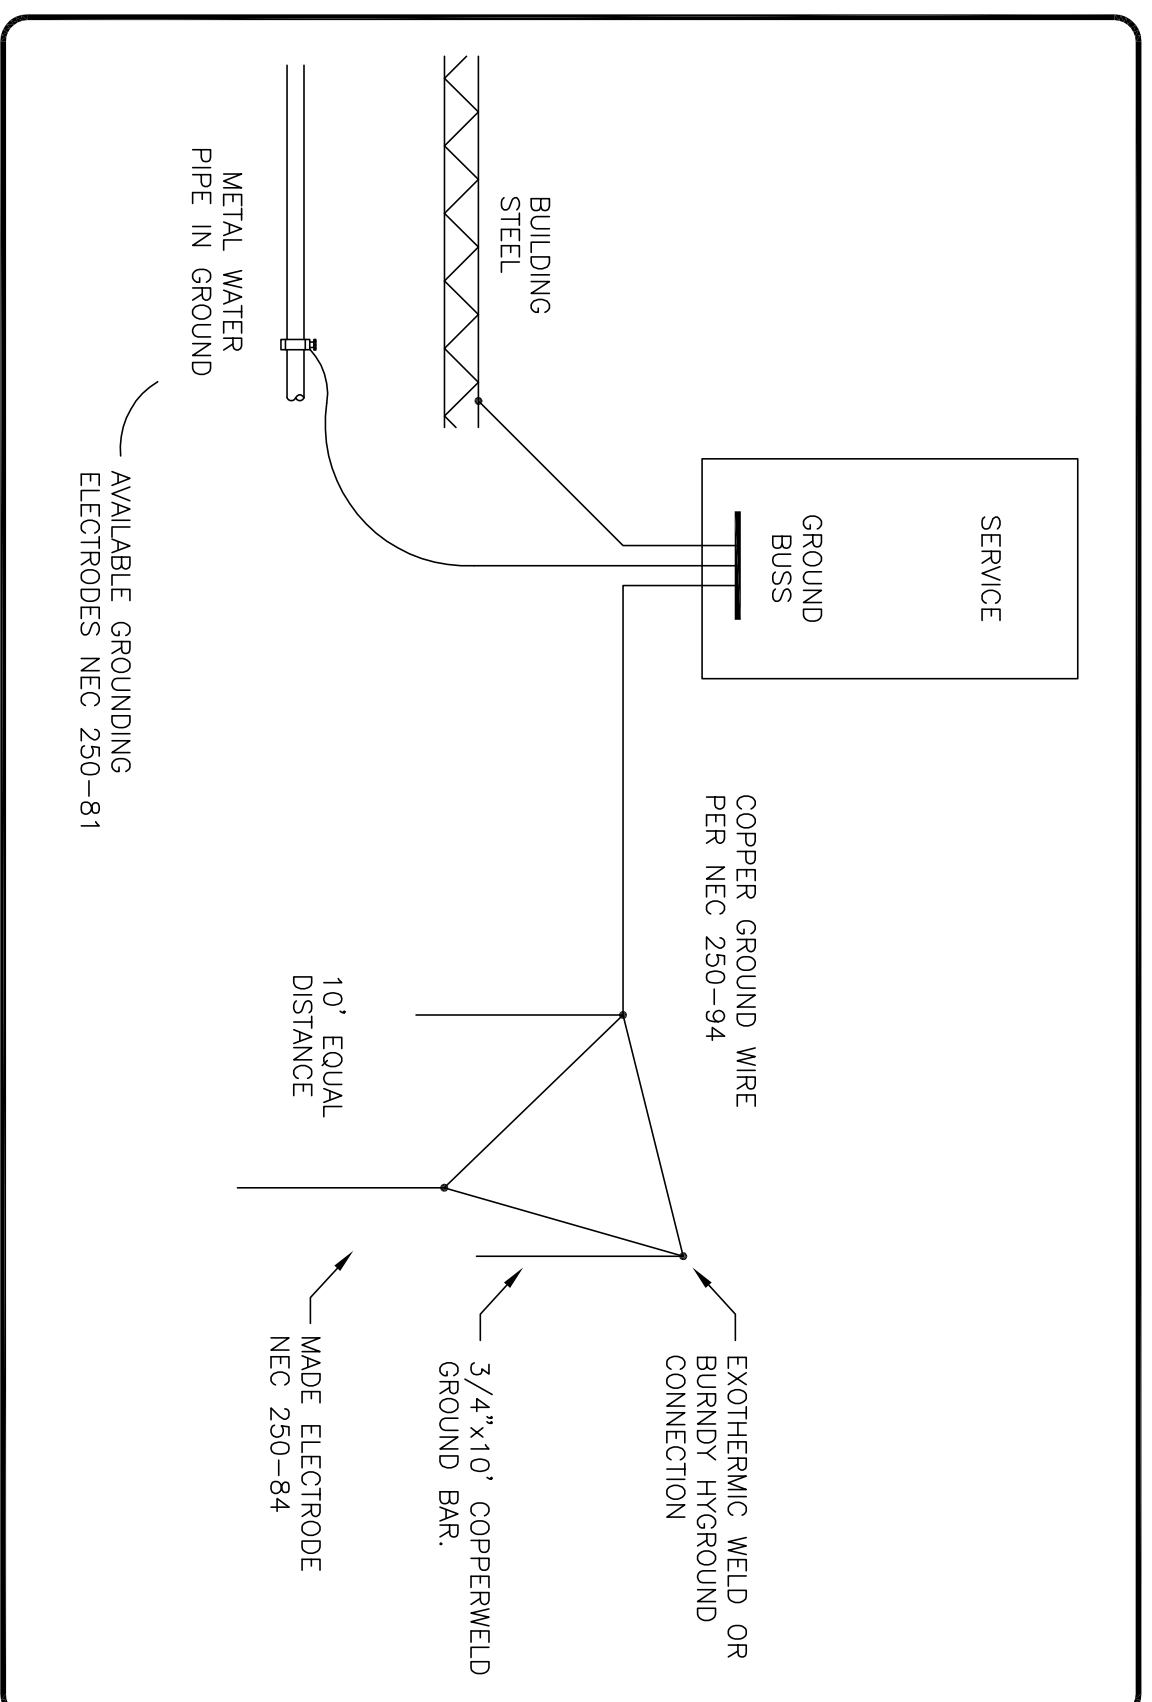 SERVICE
GROUND
BUSS
BUILDING
STEEL
METAL WATER
PIPE IN GROUND
AVAILABLE GROUNDING
ELECTRODES NEC 250-81
COPPER GROUND WIRE
PER NEC 250-94
10' EQUAL
DISTANCE
EXOTHERMIC WELD OR
BURNDY HYGROUND
CONNECTION
3/4"x10' COPPERWELD
GROUND BAR.
MADE ELECTRODE
NEC 250-84